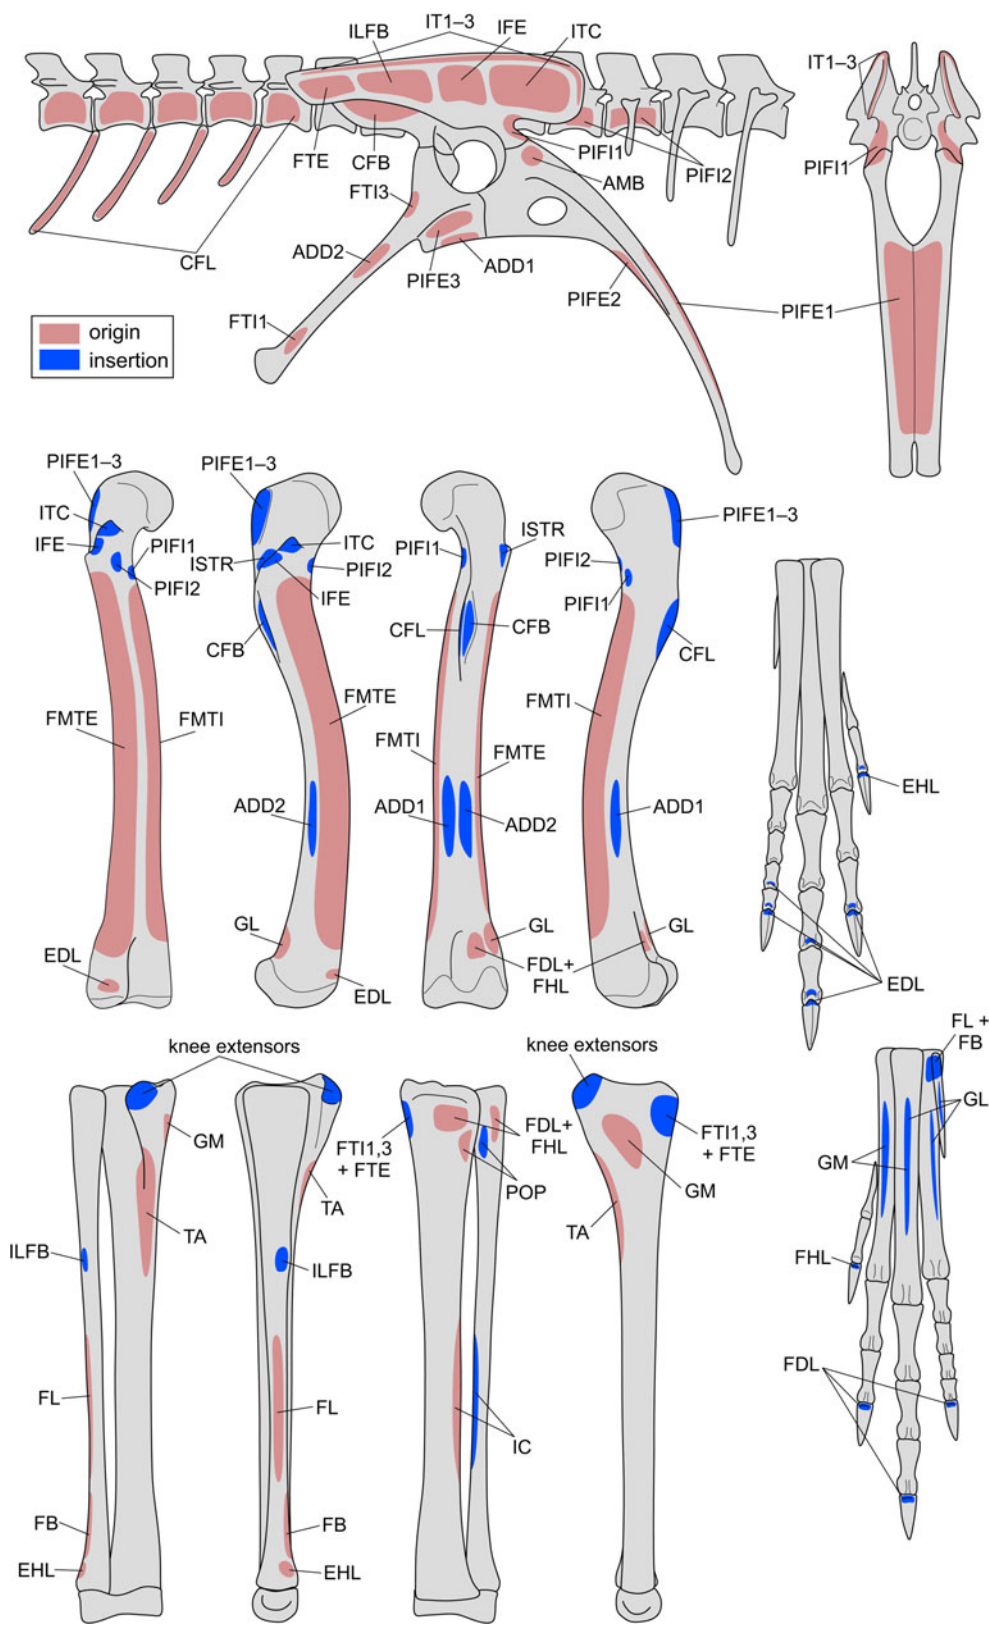 IT1–3
ILFB
IFE
ITC
FTE
CFB
PIFI1
PIFI2
AMB
FTI3
CFL
ADD2
PIFE3
ADD1
PIFE2
FTI1
PIFE1
IT1–3
PIFI1
origin
insertion
PIFE1–3
ITC
IFE
PIFI1
PIFI2
FMTE
FMTI
EDL
PIFE1–3
ISTR
ITC
PIFI2
IFE
CFB
FMTE
ADD2
GL
EDL
PIFI1
ISTR
CFL
CFB
FMTI
FMTE
ADD1
ADD2
GL
FDL+
FHL
PIFE1–3
PIFI2
PIFI1
CFL
FMTI
ADD1
GL
EHL
EDL
knee extensors
GM
TA
ILFB
FL
FB
EHL
TA
ILFB
FL
FB
EHL
FTI1,3
+ FTE
FDL+
FHL
POP
IC
knee extensors
FTI1,3
+ FTE
GM
TA
FL +
FB
GL
GM
FHL
FDL